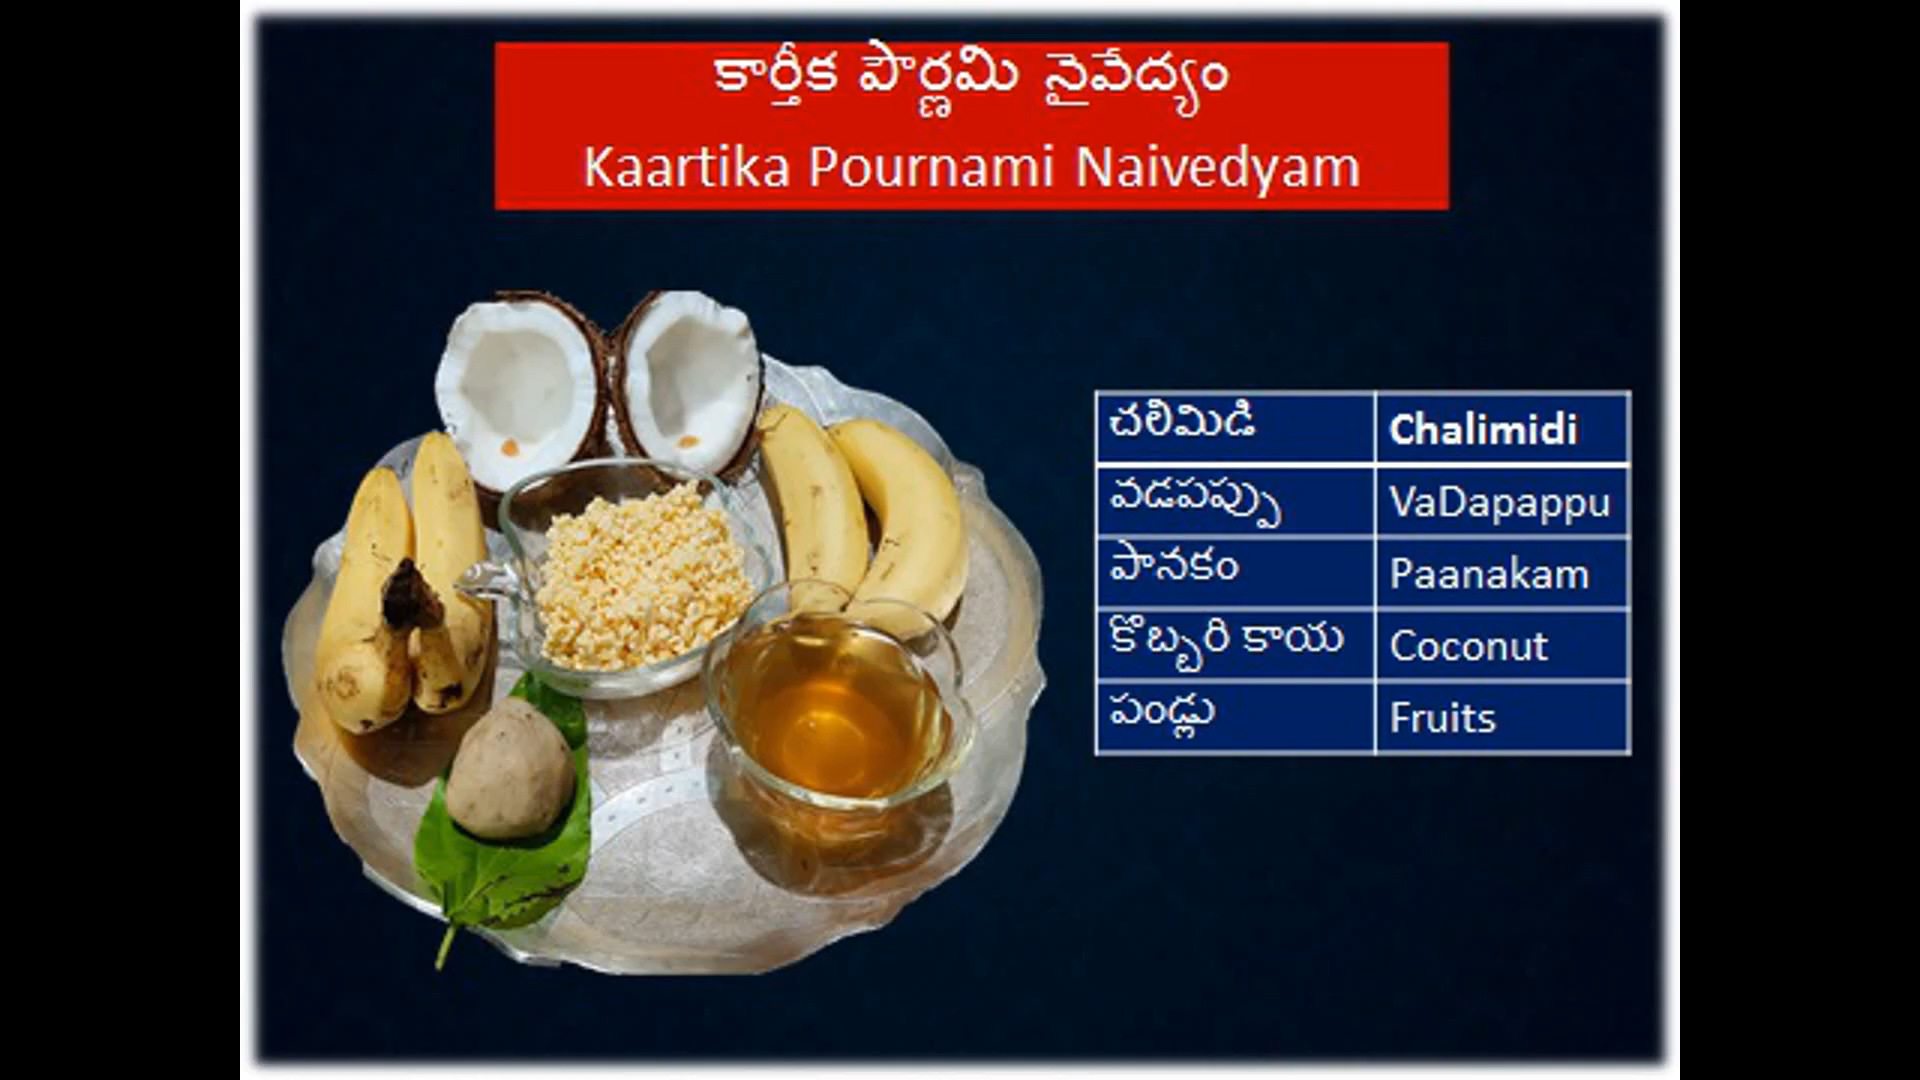 కార్తీక పౌర్ణమి నైవేద్యం
Kaartika Pournami Naivedyam
చలిమిడి Chalimidi
వడపప్పు VaDapappu
పానకం Paanakam
కొబ్బరి కాయ Coconut
పండ్లు Fruits